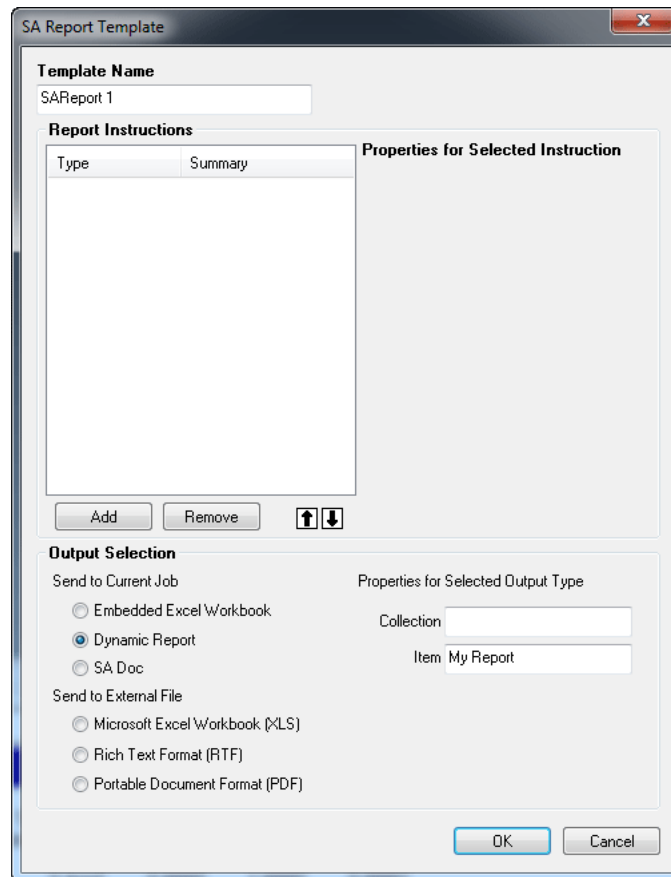 SA Report Template
Template Name
SAReport 1
Report Instructions
Type Summary
Properties for Selected Instruction
Add Remove
Output Selection
Send to Current Job
Embedded Excel Workbook
Dynamic Report
SA Doc
Send to External File
Microsoft Excel Workbook (XLS)
Rich Text Format (RTF)
Portable Document Format (PDF)
Properties for Selected Output Type
Collection
Item My Report
OK Cancel